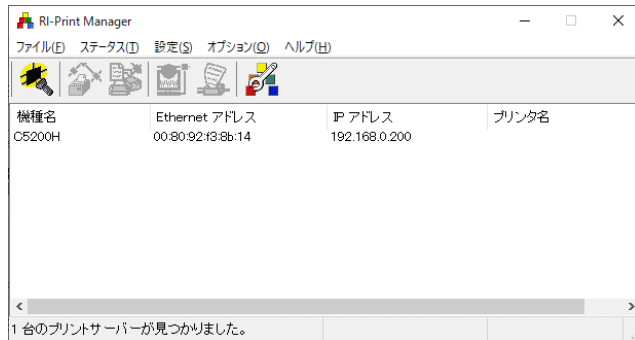 RI-Print Manager
ファイル(F) ステータス(T) 設定(S) オプション(O) ヘルプ(H)
機種名 Ethernet アドレス IP アドレス プリンタ名
C5200H 00:80:92:f3:8b:14 192.168.0.200
1 台のプリントサーバーが見つかりました。